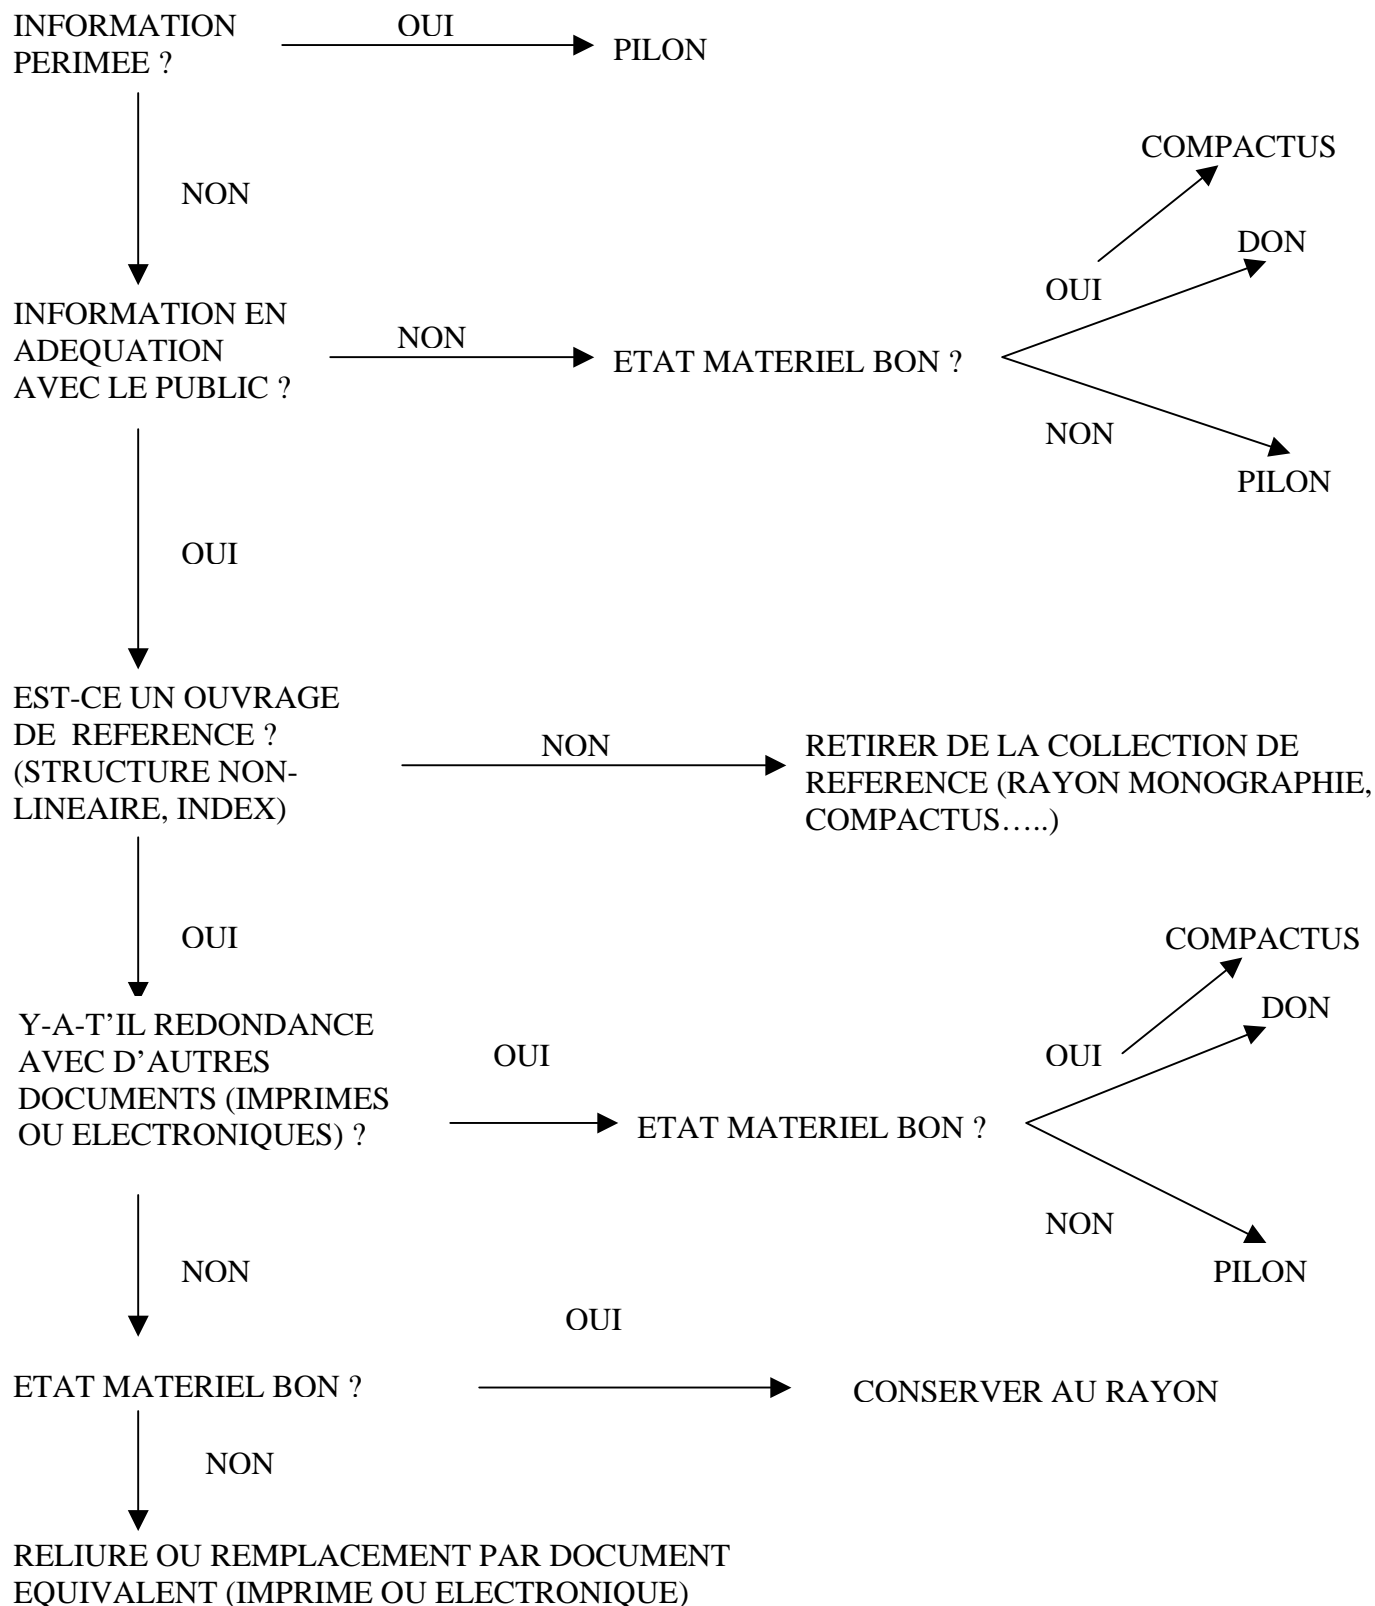 INFORMATION
PERIMEE ?
OUI
PILON
NON
COMPACTUS
DON
OUI
INFORMATION EN
ADEQUATION
AVEC LE PUBLIC ?
NON
ETAT MATERIEL BON ?
NON
PILON
OUI
EST-CE UN OUVRAGE
DE REFERENCE ?
(STRUCTURE NON-
LINEAIRE, INDEX)
NON
RETIRER DE LA COLLECTION DE
REFERENCE (RAYON MONOGRAPHIE,
COMPACTUS…..)
OUI
COMPACTUS
DON
Y-A-T’IL REDONDANCE
AVEC D’AUTRES
DOCUMENTS (IMPRIMES
OU ELECTRONIQUES) ?
OUI
OUI
ETAT MATERIEL BON ?
NON
PILON
NON
OUI
ETAT MATERIEL BON ?
CONSERVER AU RAYON
NON
RELIURE OU REMPLACEMENT PAR DOCUMENT
EQUIVALENT (IMPRIME OU ELECTRONIQUE)